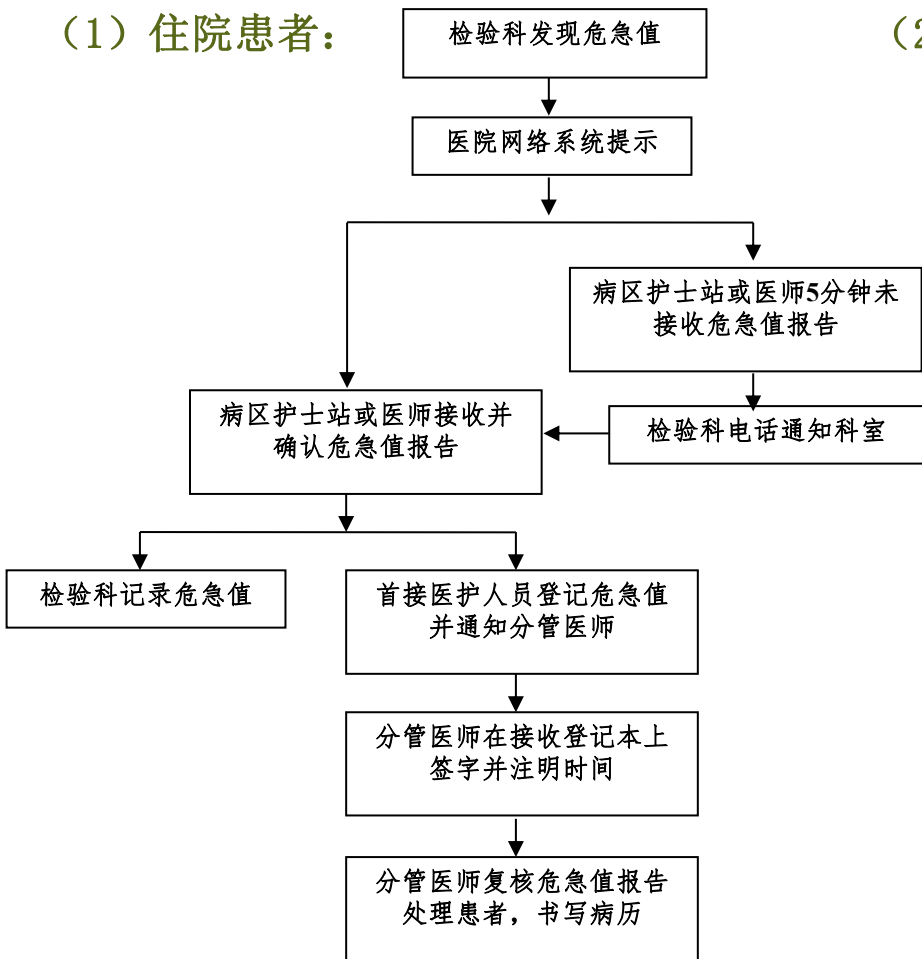 （1）住院患者：
（2
检验科发现危急值
医院网络系统提示
病区护士站或医师5分钟未
接收危急值报告
病区护士站或医师接收并
确认危急值报告
检验科电话通知科室
检验科记录危急值
首接医护人员登记危急值
并通知分管医师
分管医师在接收登记本上
签字并注明时间
分管医师复核危急值报告
处理患者，书写病历